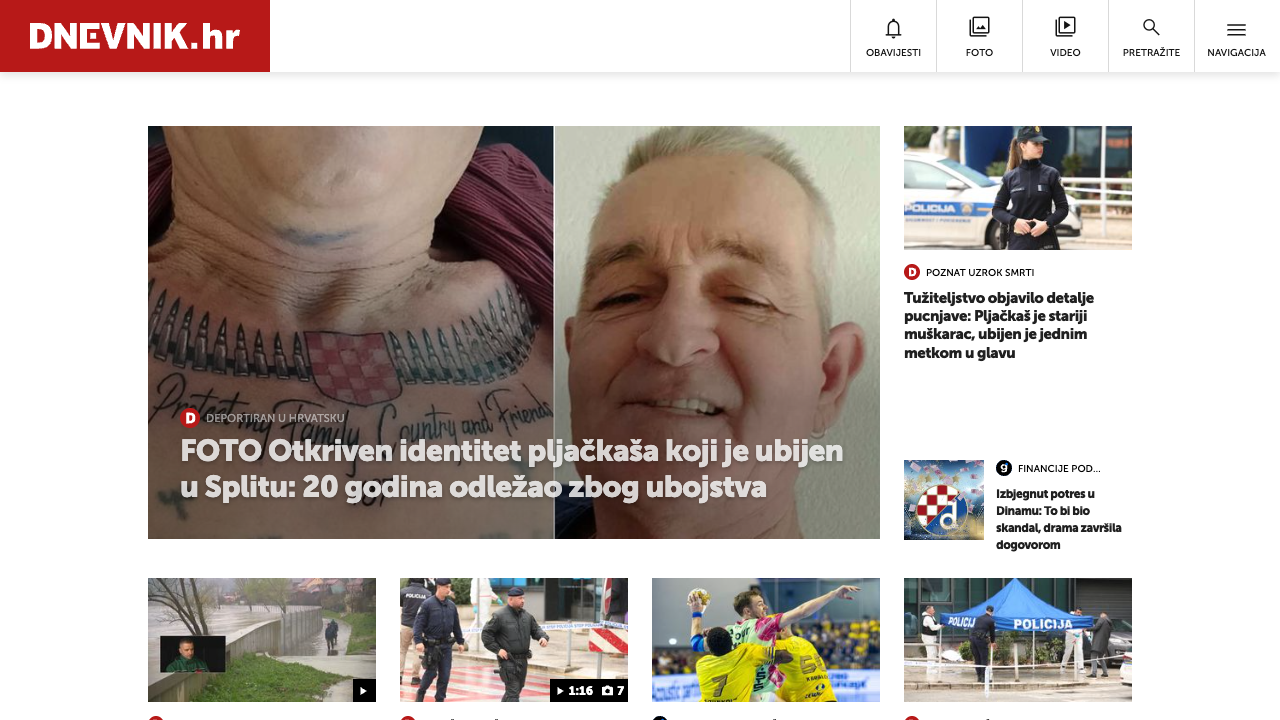 DNEVNIK.hr
OBAVIJESTI
FOTO
VIDEO
PRETRAŽITE
NAVIGACIJA
Protecting Family Country and Friends
DEPORTIRAN U HRVATSKU
FOTO Otkriven identitet pljačkaša koji je ubijen
u Splitu: 20 godina odležao zbog ubojstva
POLICIJA
POZNAT UZROK SMRTI
Tužiteljstvo objavilo detalje
pucnjave: Pljačkaš je stariji
muškarac, ubijen je jednim
metkom u glavu
FINANCIJE POD...
Izbjegnut potres u
Dinamu: To bi bio
skandal, drama završila
dogovorom
POLICIJA
1:16 7
POLICIJA
POLICIJA